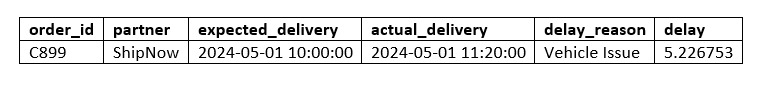 order_id partner expected_delivery actual_delivery delay_reason delay
C899 ShipNow 2024-05-01 10:00:00 2024-05-01 11:20:00 Vehicle Issue 5.226753